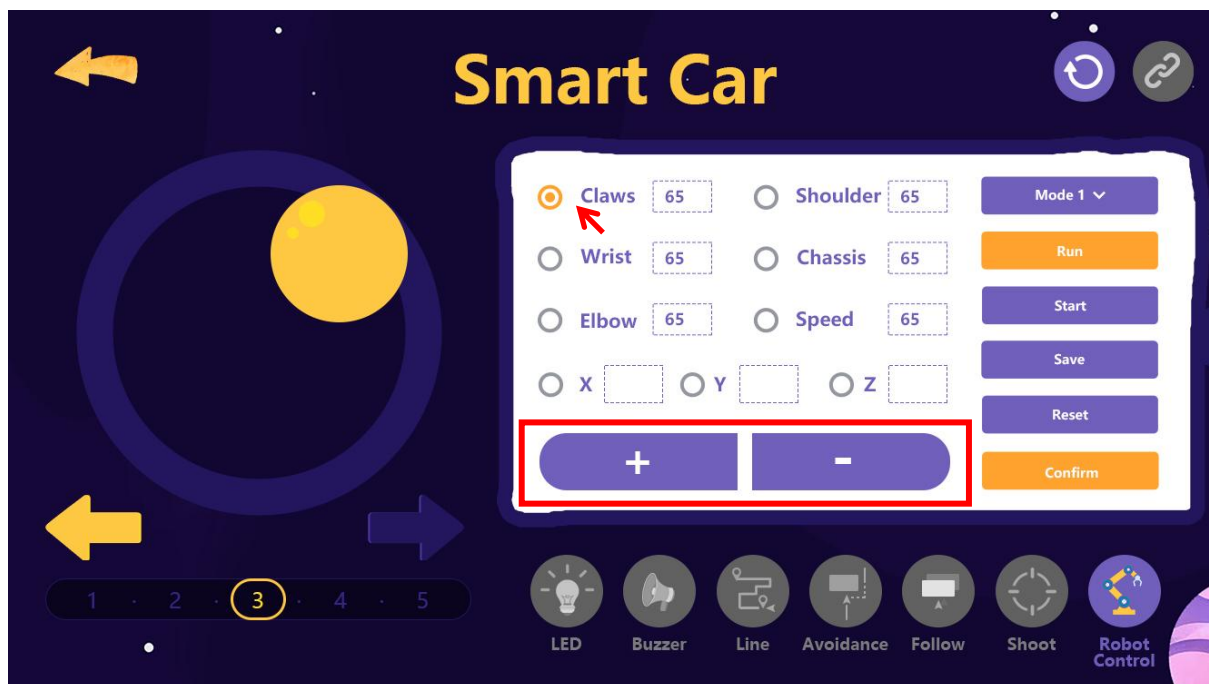 Smart Car
Claws 65 Shoulder 65 Mode 1
Wrist 65 Chassis 65 Run
Elbow 65 Speed 65 Start
Save
X Y Z
Reset
+ -
Confirm
1 · 2 · 3 · 4 · 5
LED Buzzer Line Avoidance Follow Shoot Robot
Control